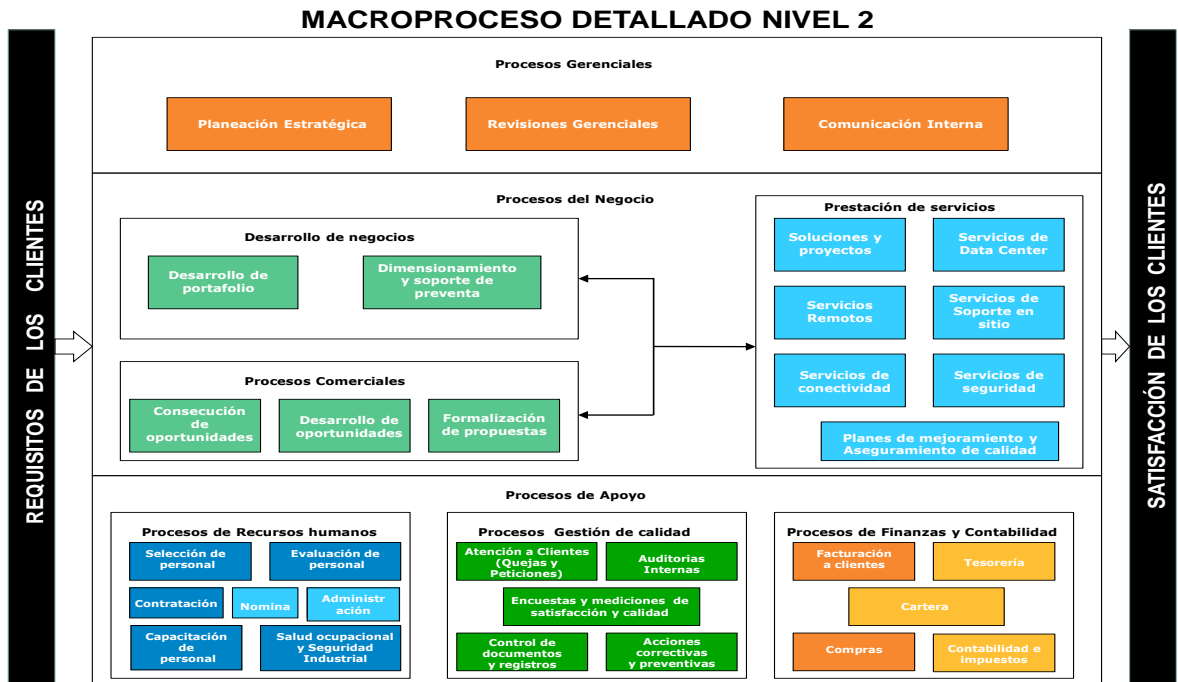 MACROPROCESO DETALLADO NIVEL 2
REQUISITOS DE LOS CLIENTES
Procesos Gerenciales
Planeación Estratégica
Revisiones Gerenciales
Comunicación Interna
Procesos del Negocio
Desarrollo de negocios
Desarrollo de
portafolio
Dimensionamiento
y soporte de
preventa
Procesos Comerciales
Consecución
de
oportunidades
Desarrollo de
oportunidades
Formalización
de propuestas
Prestación de servicios
Soluciones y
proyectos
Servicios de
Data Center
Servicios
Remotos
Servicios de
Soporte en
sitio
Servicios de
conectividad
Servicios de
seguridad
Planes de mejoramiento y
Aseguramiento de calidad
Procesos de Apoyo
Procesos de Recursos humanos
Selección de
personal
Evaluación de
personal
Contratación
Nomina
Administr
ación
Capacitación de
personal
Salud ocupacional
y Seguridad
Industrial
Procesos Gestión de calidad
Atención a Clientes
(Quejas y
Peticiones)
Auditorias
Internas
Encuestas y mediciones de
satisfacción y calidad
Control de
documentos
y registros
Acciones
correctivas
y preventivas
Procesos de Finanzas y Contabilidad
Facturación
a clientes
Tesorería
Cartera
Compras
Contabilidad e
impuestos
SATISFACCIÓN DE LOS CLIENTES